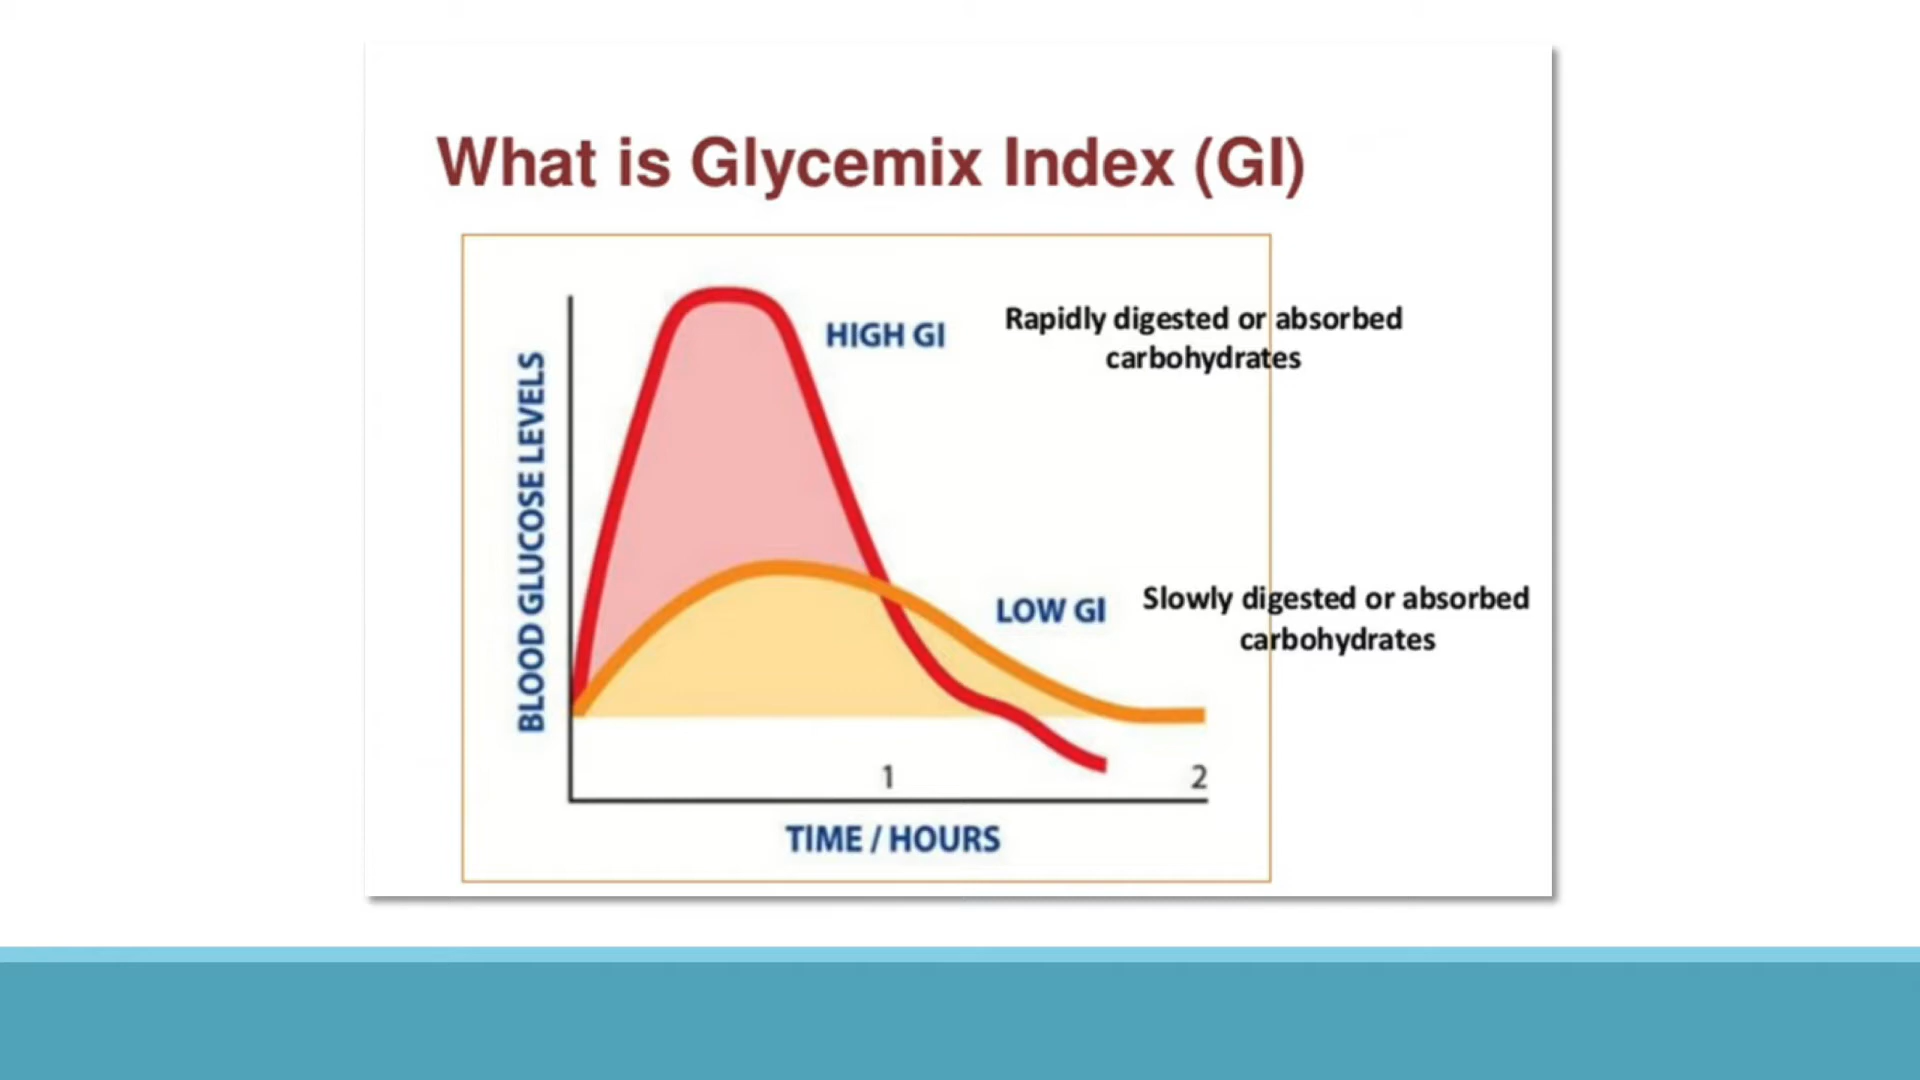 What is Glycemix Index (GI)
HIGH GI
Rapidly digested or absorbed
carbohydrates
BLOOD GLUCOSE LEVELS
LOW GI
Slowly digested or absorbed
carbohydrates
1
2
TIME / HOURS